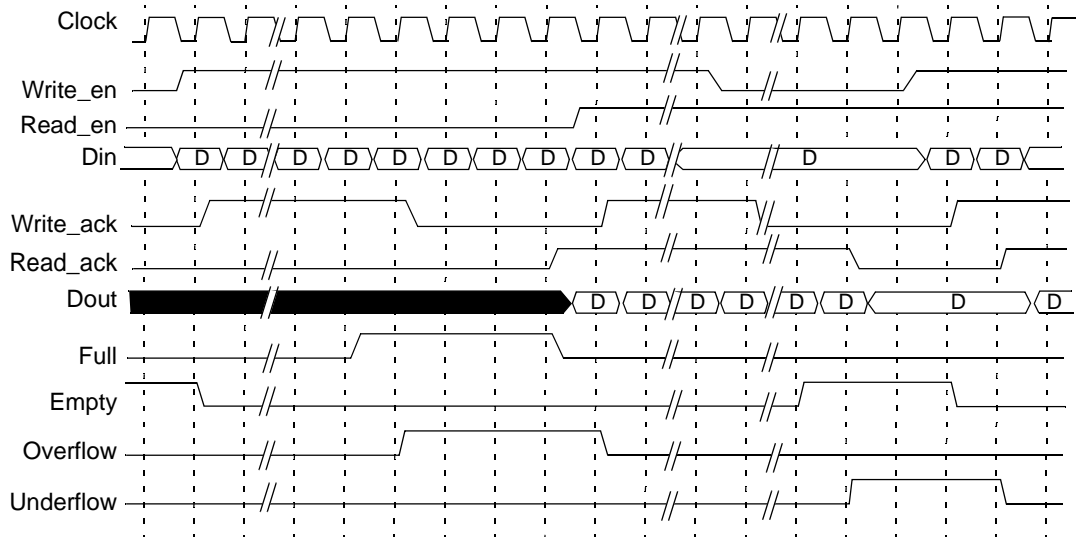 Clock
Write_en
Read_en
Din D D D D D D D D D D D D D
Write_ack
Read_ack
Dout D D D D D D D D
Full
Empty
Overflow
Underflow